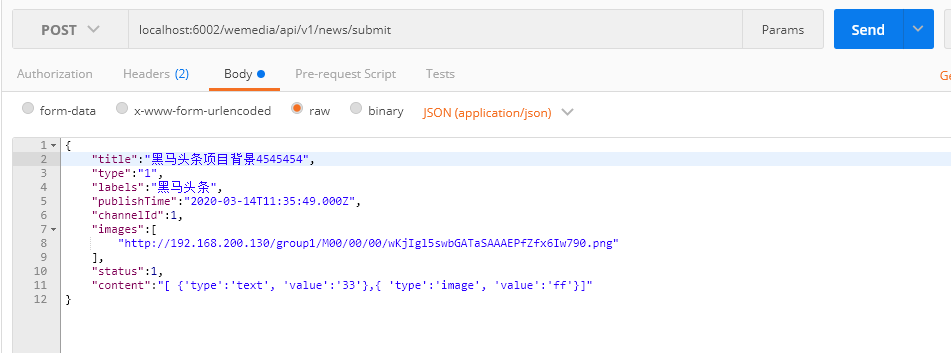 POST localhost:6002/wemedia/api/v1/news/submit Params Send
Authorization Headers (2) Body Pre-request Script Tests Ge
form-data x-www-form-urlencoded raw binary JSON (application/json)
1 {
2 "title":"黑马头条项目背景4545454",
3 "type":"1",
4 "labels":"黑马头条",
5 "publishTime":"2020-03-14T11:35:49.000Z",
6 "channelId":1,
7 "images":[
8 "http://192.168.200.130/group1/M00/00/00/wKjIgl5swbGATaSAAAEPfZfx6Iw790.png"
9 ],
10 "status":1,
11 "content":"[ {'type':'text', 'value':'33'},{ 'type':'image', 'value':'ff'}]"
12 }